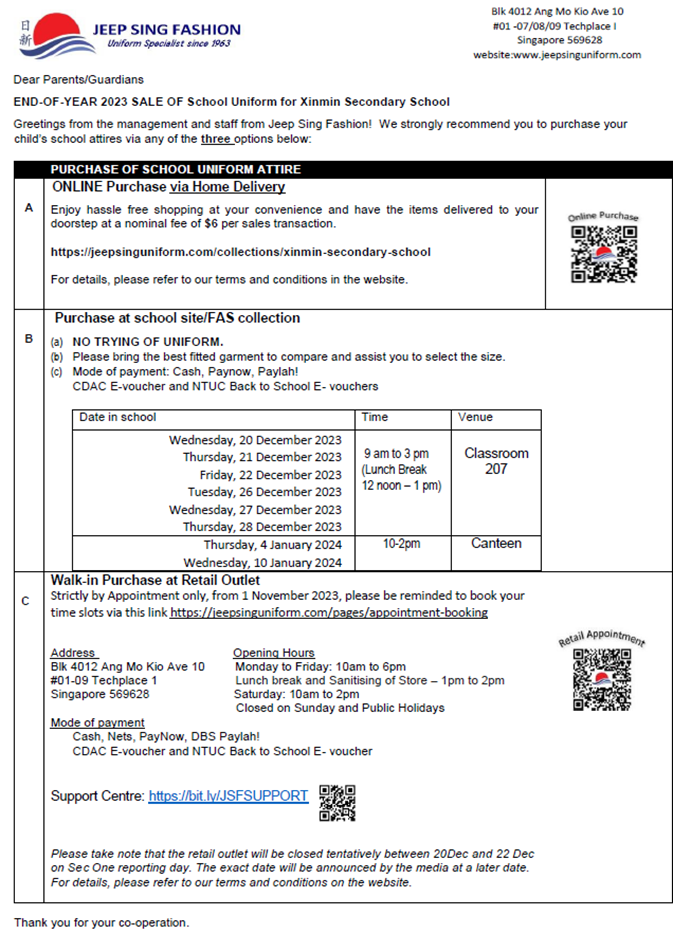 日新
JEEP SING FASHION
Uniform Specialist since 1963
Blk 4012 Ang Mo Kio Ave 10
#01 -07/08/09 Techplace I
Singapore 569628
website:www.jeepsinguniform.com
Dear Parents/Guardians
END-OF-YEAR 2023 SALE OF School Uniform for Xinmin Secondary School
Greetings from the management and staff from Jeep Sing Fashion! We strongly recommend you to purchase your
child's school attires via any of the three options below:
PURCHASE OF SCHOOL UNIFORM ATTIRE
A
ONLINE Purchase via Home Delivery
Enjoy hassle free shopping at your convenience and have the items delivered to your
doorstep at a nominal fee of $6 per sales transaction.
https://jeepsinguniform.com/collections/xinmin-secondary-school
For details, please refer to our terms and conditions in the website.
Online Purchase
B
Purchase at school site/FAS collection
(a) NO TRYING OF UNIFORM.
(b) Please bring the best fitted garment to compare and assist you to select the size.
(c) Mode of payment: Cash, Paynow, Paylah!
CDAC E-voucher and NTUC Back to School E- vouchers
Date in school Time Venue
Wednesday, 20 December 2023
Thursday, 21 December 2023
Friday, 22 December 2023
Tuesday, 26 December 2023
Wednesday, 27 December 2023
Thursday, 28 December 2023
9 am to 3 pm
(Lunch Break
12 noon – 1 pm)
Classroom
207
Thursday, 4 January 2024
Wednesday, 10 January 2024
10-2pm
Canteen
C
Walk-in Purchase at Retail Outlet
Strictly by Appointment only, from 1 November 2023, please be reminded to book your
time slots via this link https://jeepsinguniform.com/pages/appointment-booking
Address
Blk 4012 Ang Mo Kio Ave 10
#01-09 Techplace 1
Singapore 569628
Opening Hours
Monday to Friday: 10am to 6pm
Lunch break and Sanitising of Store – 1pm to 2pm
Saturday: 10am to 2pm
Closed on Sunday and Public Holidays
Retail Appointment
Mode of payment
Cash, Nets, PayNow, DBS Paylah!
CDAC E-voucher and NTUC Back to School E- voucher
Support Centre: https://bit.ly/JSFSUPPORT
Please take note that the retail outlet will be closed tentatively between 20Dec and 22 Dec
on Sec One reporting day. The exact date will be announced by the media at a later date.
For details, please refer to our terms and conditions on the website.
Thank you for your co-operation.